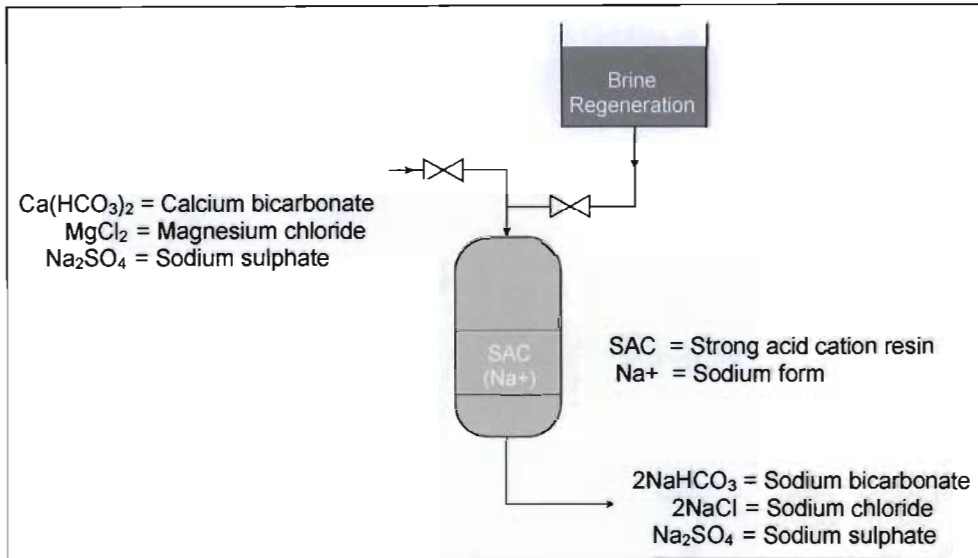 Brine
Regeneration
Ca(HCO₃)₂ = Calcium bicarbonate
MgCl₂ = Magnesium chloride
Na₂SO₄ = Sodium sulphate
SAC
(Na+)
SAC = Strong acid cation resin
Na+ = Sodium form
2NaHCO₃ = Sodium bicarbonate
2NaCl = Sodium chloride
Na₂SO₄ = Sodium sulphate